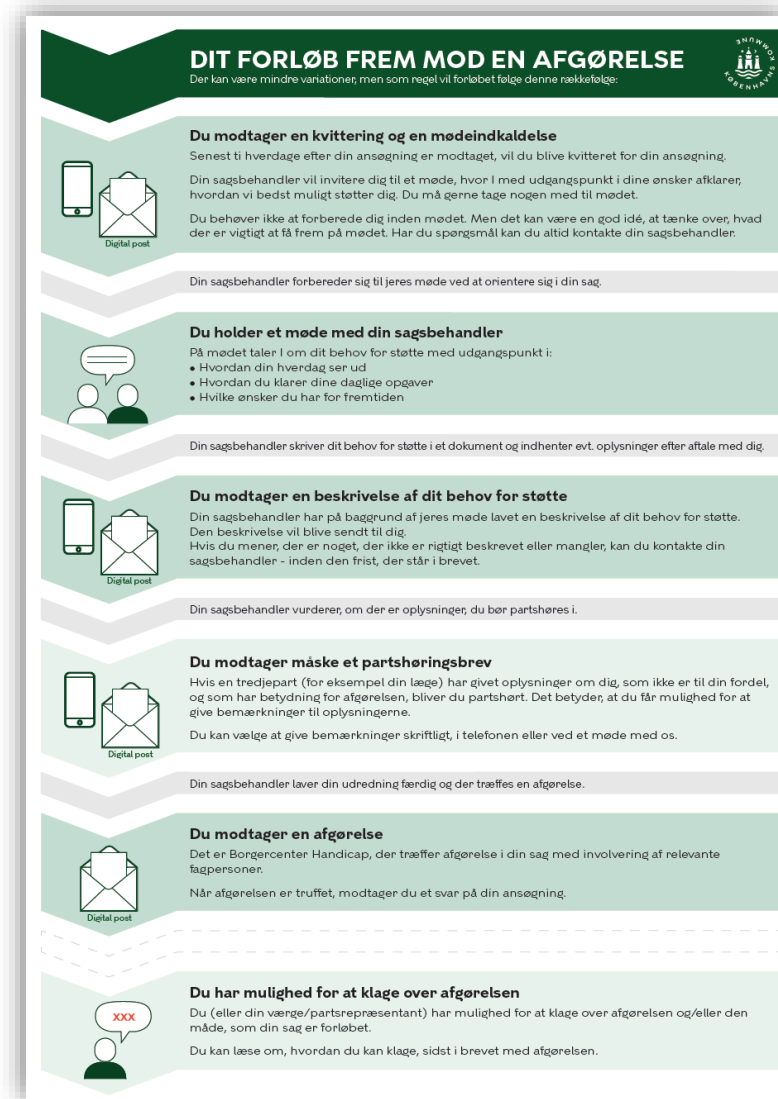 DIT FORLØB FREM MOD EN AFGØRELSE
Der kan være mindre variationer, men som regel vil forløbet følge denne rækkefølge:
KØBENHAVNS KOMMUNE
Du modtager en kvittering og en mødeindkaldelse
Senest ti hverdage efter din ansøgning er modtaget, vil du blive kvitteret for din ansøgning.
Din sagsbehandler vil invitere dig til et møde, hvor I med udgangspunkt i dine ønsker afklarer,
hvordan vi bedst muligt støtter dig. Du må gerne tage nogen med til mødet.
Du behøver ikke at forberede dig inden mødet. Men det kan være en god idé, at tænke over, hvad
der er vigtigt at få frem på mødet. Har du spørgsmål kan du altid kontakte din sagsbehandler.
Digital post
Din sagsbehandler forbereder sig til jeres møde ved at orientere sig i din sag.
Du holder et møde med din sagsbehandler
På mødet taler I om dit behov for støtte med udgangspunkt i:
• Hvordan din hverdag ser ud
• Hvordan du klarer dine daglige opgaver
• Hvilke ønsker du har for fremtiden
Din sagsbehandler skriver dit behov for støtte i et dokument og indhenter evt. oplysninger efter aftale med dig.
Du modtager en beskrivelse af dit behov for støtte
Din sagsbehandler har på baggrund af jeres møde lavet en beskrivelse af dit behov for støtte.
Den beskrivelse vil blive sendt til dig.
Hvis du mener, der er noget, der ikke er rigtigt beskrevet eller mangler, kan du kontakte din
sagsbehandler - inden den frist, der står i brevet.
Digital post
Din sagsbehandler vurderer, om der er oplysninger, du bør partshøres i.
Du modtager måske et partshøringsbrev
Hvis en tredjepart (for eksempel din læge) har givet oplysninger om dig, som ikke er til din fordel,
og som har betydning for afgørelsen, bliver du partshørt. Det betyder, at du får mulighed for at
give bemærkninger til oplysningerne.
Du kan vælge at give bemærkninger skriftligt, i telefonen eller ved et møde med os.
Digital post
Din sagsbehandler laver din udredning færdig og der træffes en afgørelse.
Du modtager en afgørelse
Det er Borgercenter Handicap, der træffer afgørelse i din sag med involvering af relevante
fagpersoner.
Når afgørelsen er truffet, modtager du et svar på din ansøgning.
Digital post
Du har mulighed for at klage over afgørelsen
Du (eller din værge/partsrepræsentant) har mulighed for at klage over afgørelsen og/eller den
måde, som din sag er forløbet.
Du kan læse om, hvordan du kan klage, sidst i brevet med afgørelsen.
XXX